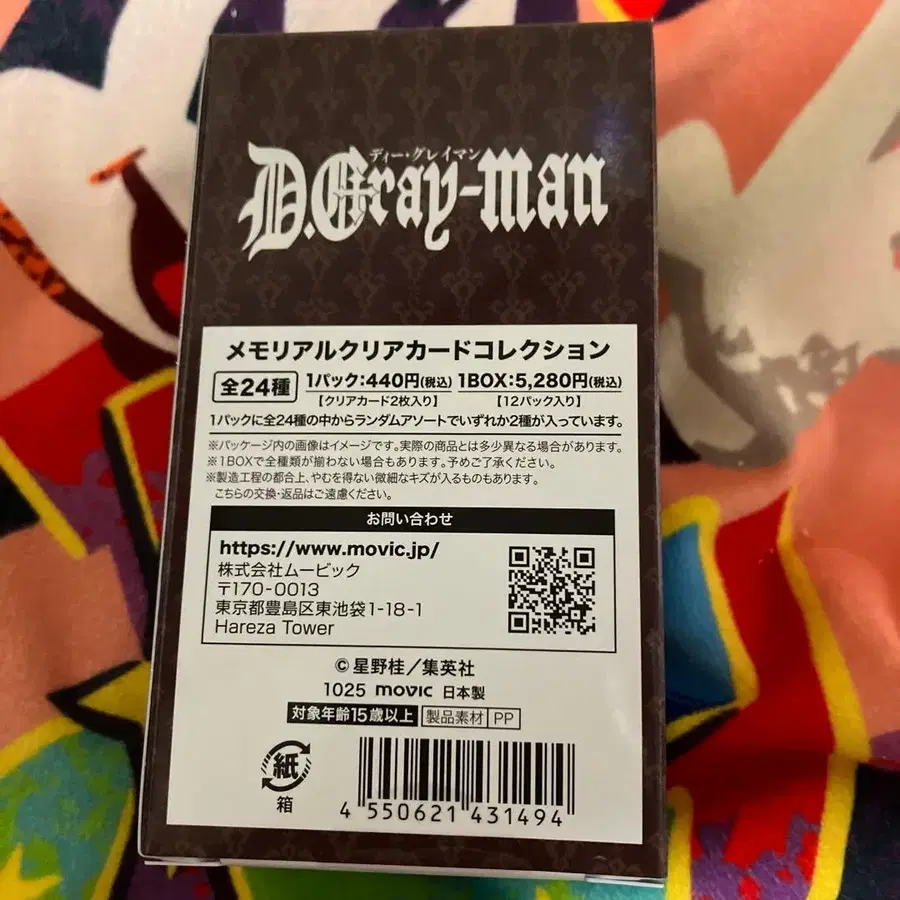 ディー・グレイマン
D.Gray-man
メモリアルクリアカードコレクション
全24種 1パック:440円(税込) 1BOX:5,280円(税込)
【クリアカード2枚入り】 【12パック入り】
1パックに全24種の中からランダムアソートでいずれか2種が入っています。
※パッケージ内の画像はイメージです。実際の商品とは多少異なる場合があります。
※1BOXで全種類が揃わない場合もあります。予めご了承ください。
※製造工程の都合上、やむを得ない微細なキズが入るものもあります。
こちらの交換・返品はご遠慮ください。
お問い合わせ
https://www.movic.jp/
株式会社ムービック
〒170-0013
東京都豊島区東池袋1-18-1
Hareza Tower
©星野桂／集英社
1025 movic 日本製
対象年齢15歳以上 製品素材 PP
紙
箱
4 550621 431494